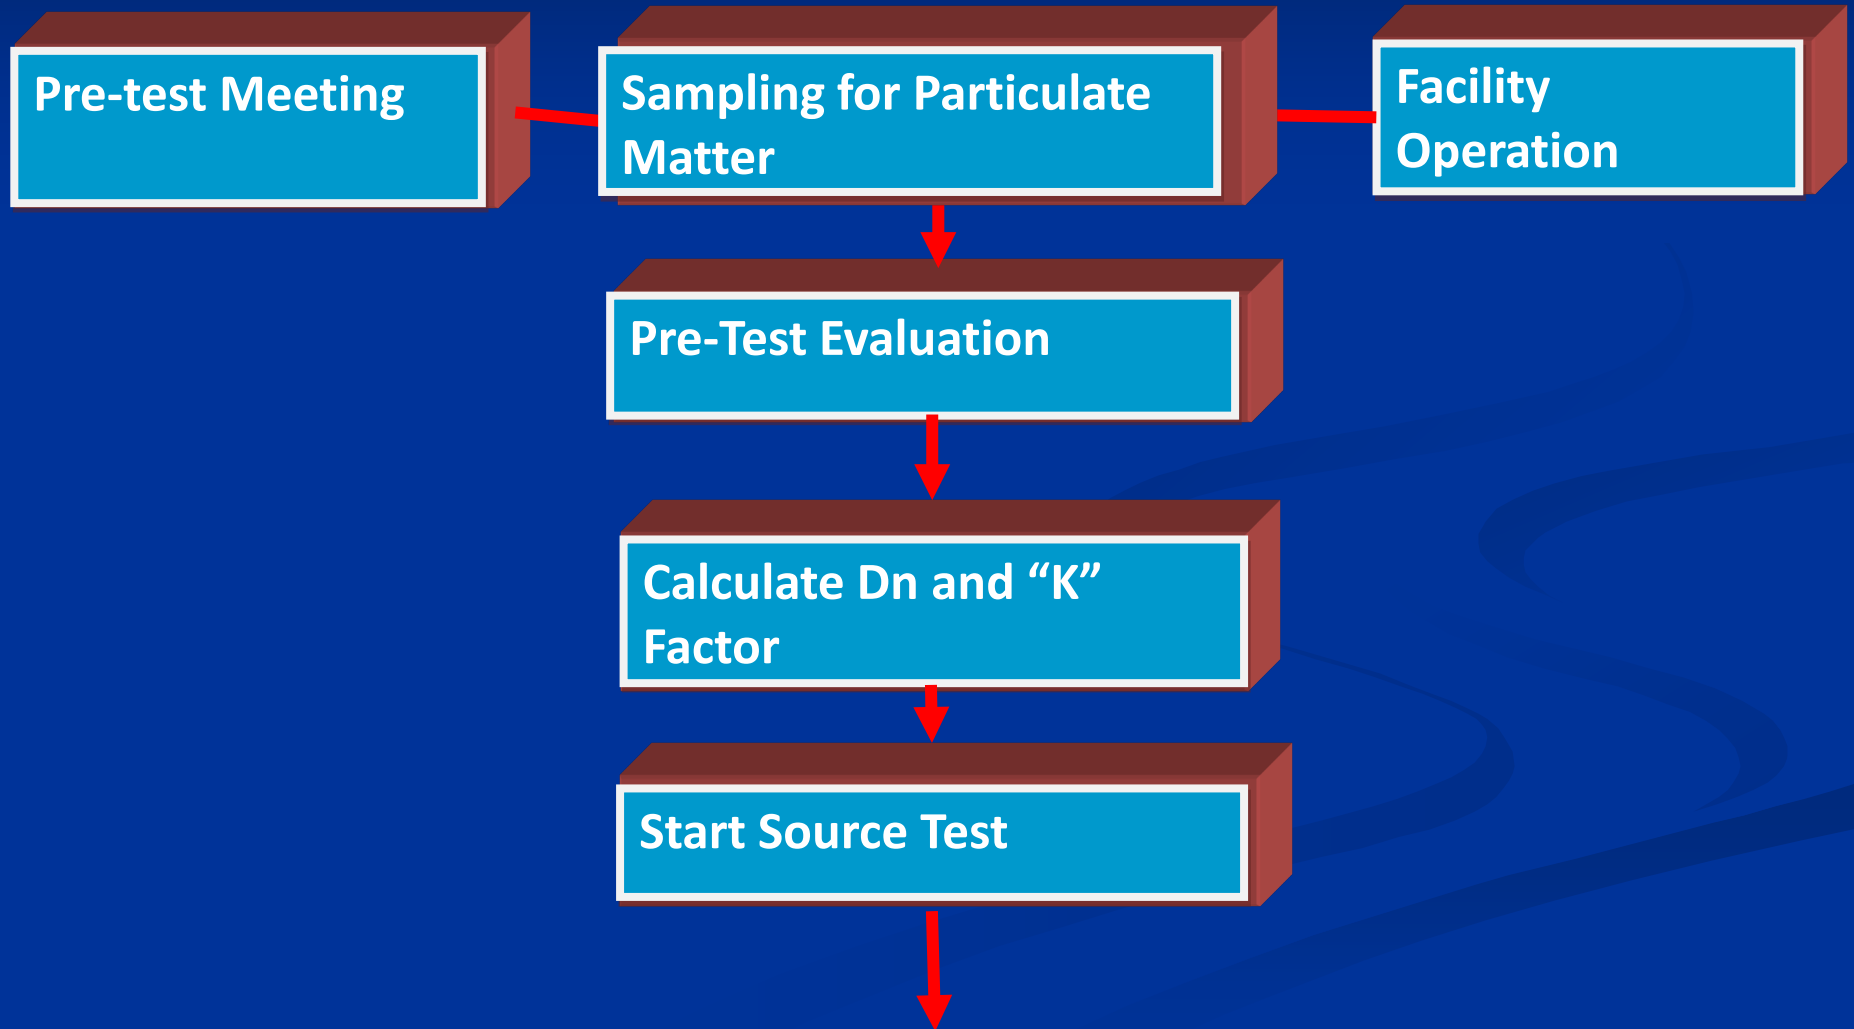 Pre-test Meeting
Sampling for Particulate
Matter
Facility
Operation
Pre-Test Evaluation
Calculate Dn and “K”
Factor
Start Source Test